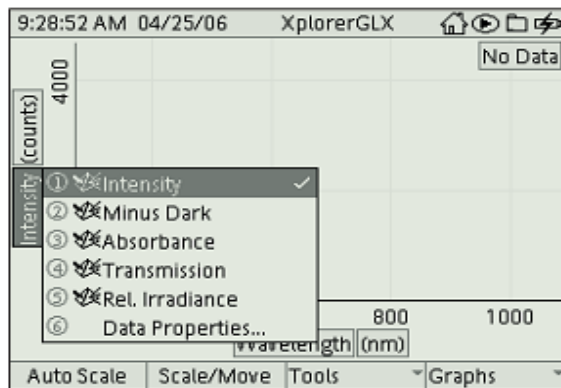 9:28:52 AM 04/25/06 XplorerGLX
No Data
4000
Intensity (counts)
① Intensity ✓
② Minus Dark
③ Absorbance
④ Transmission
⑤ Rel. Irradiance
⑥ Data Properties...
800 1000
Wavelength (nm)
Auto Scale Scale/Move Tools Graphs